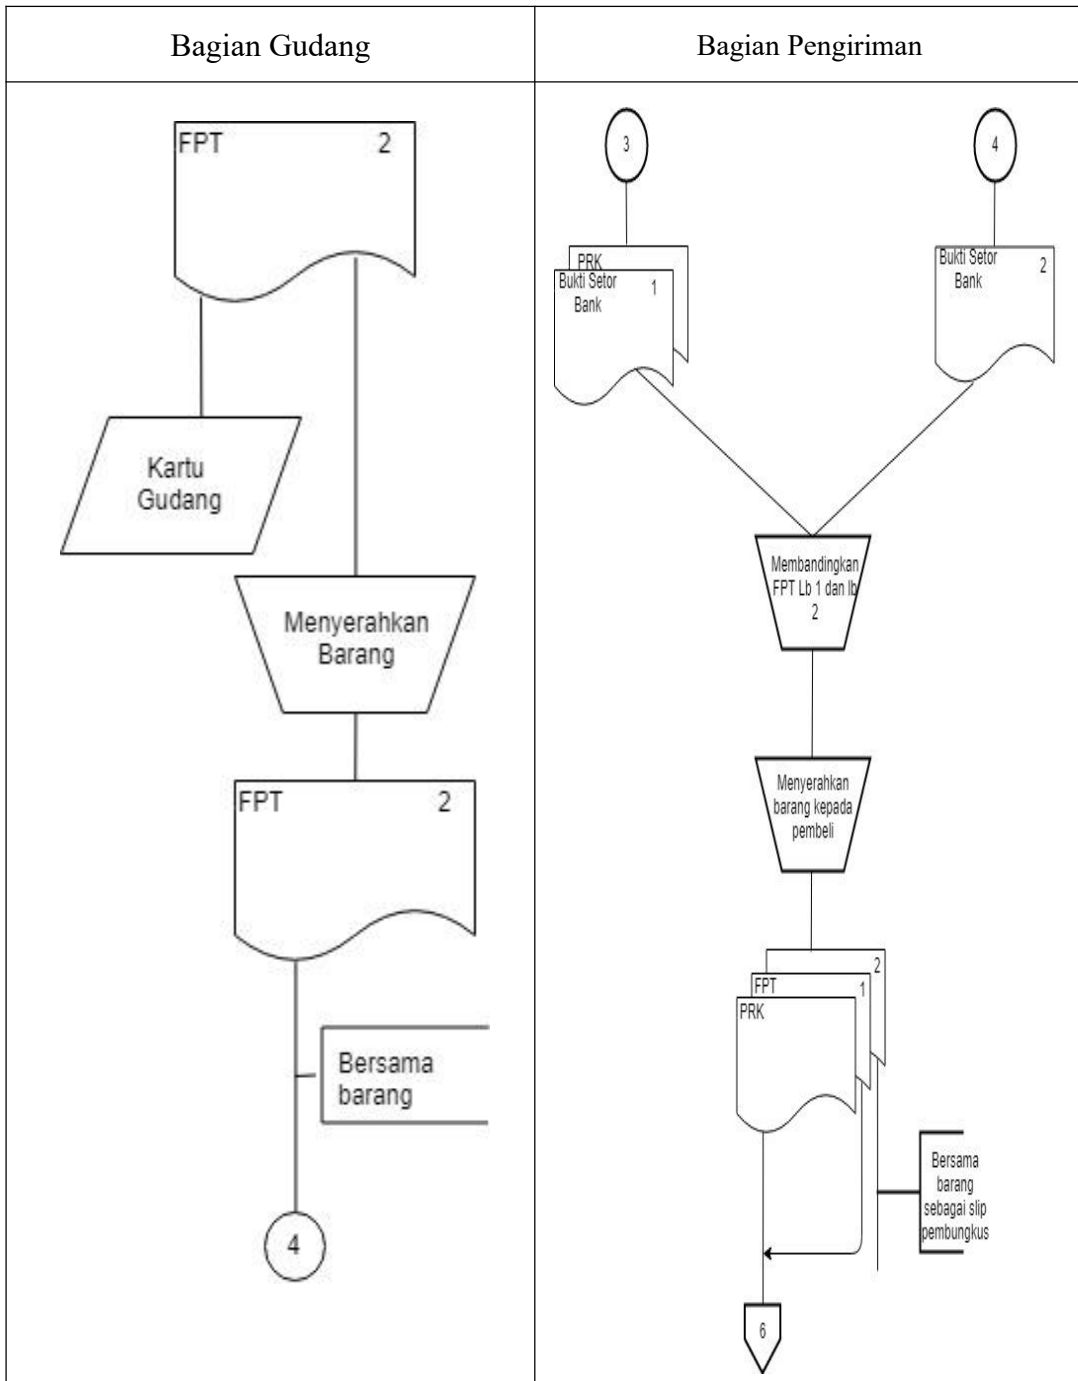 Bagian Gudang
FPT 2
Kartu
Gudang
Menyerahkan
Barang
FPT 2
Bersama
barang
4
Bagian Pengiriman
3
4
PRK
Bukti Setor 1
Bank
Bukti Setor 2
Bank
Membandingkan
FPT Lb 1 dan lb
2
Menyerahkan
barang kepada
pembeli
2
FPT 1
PRK
Bersama
barang
sebagai slip
pembungkus
6